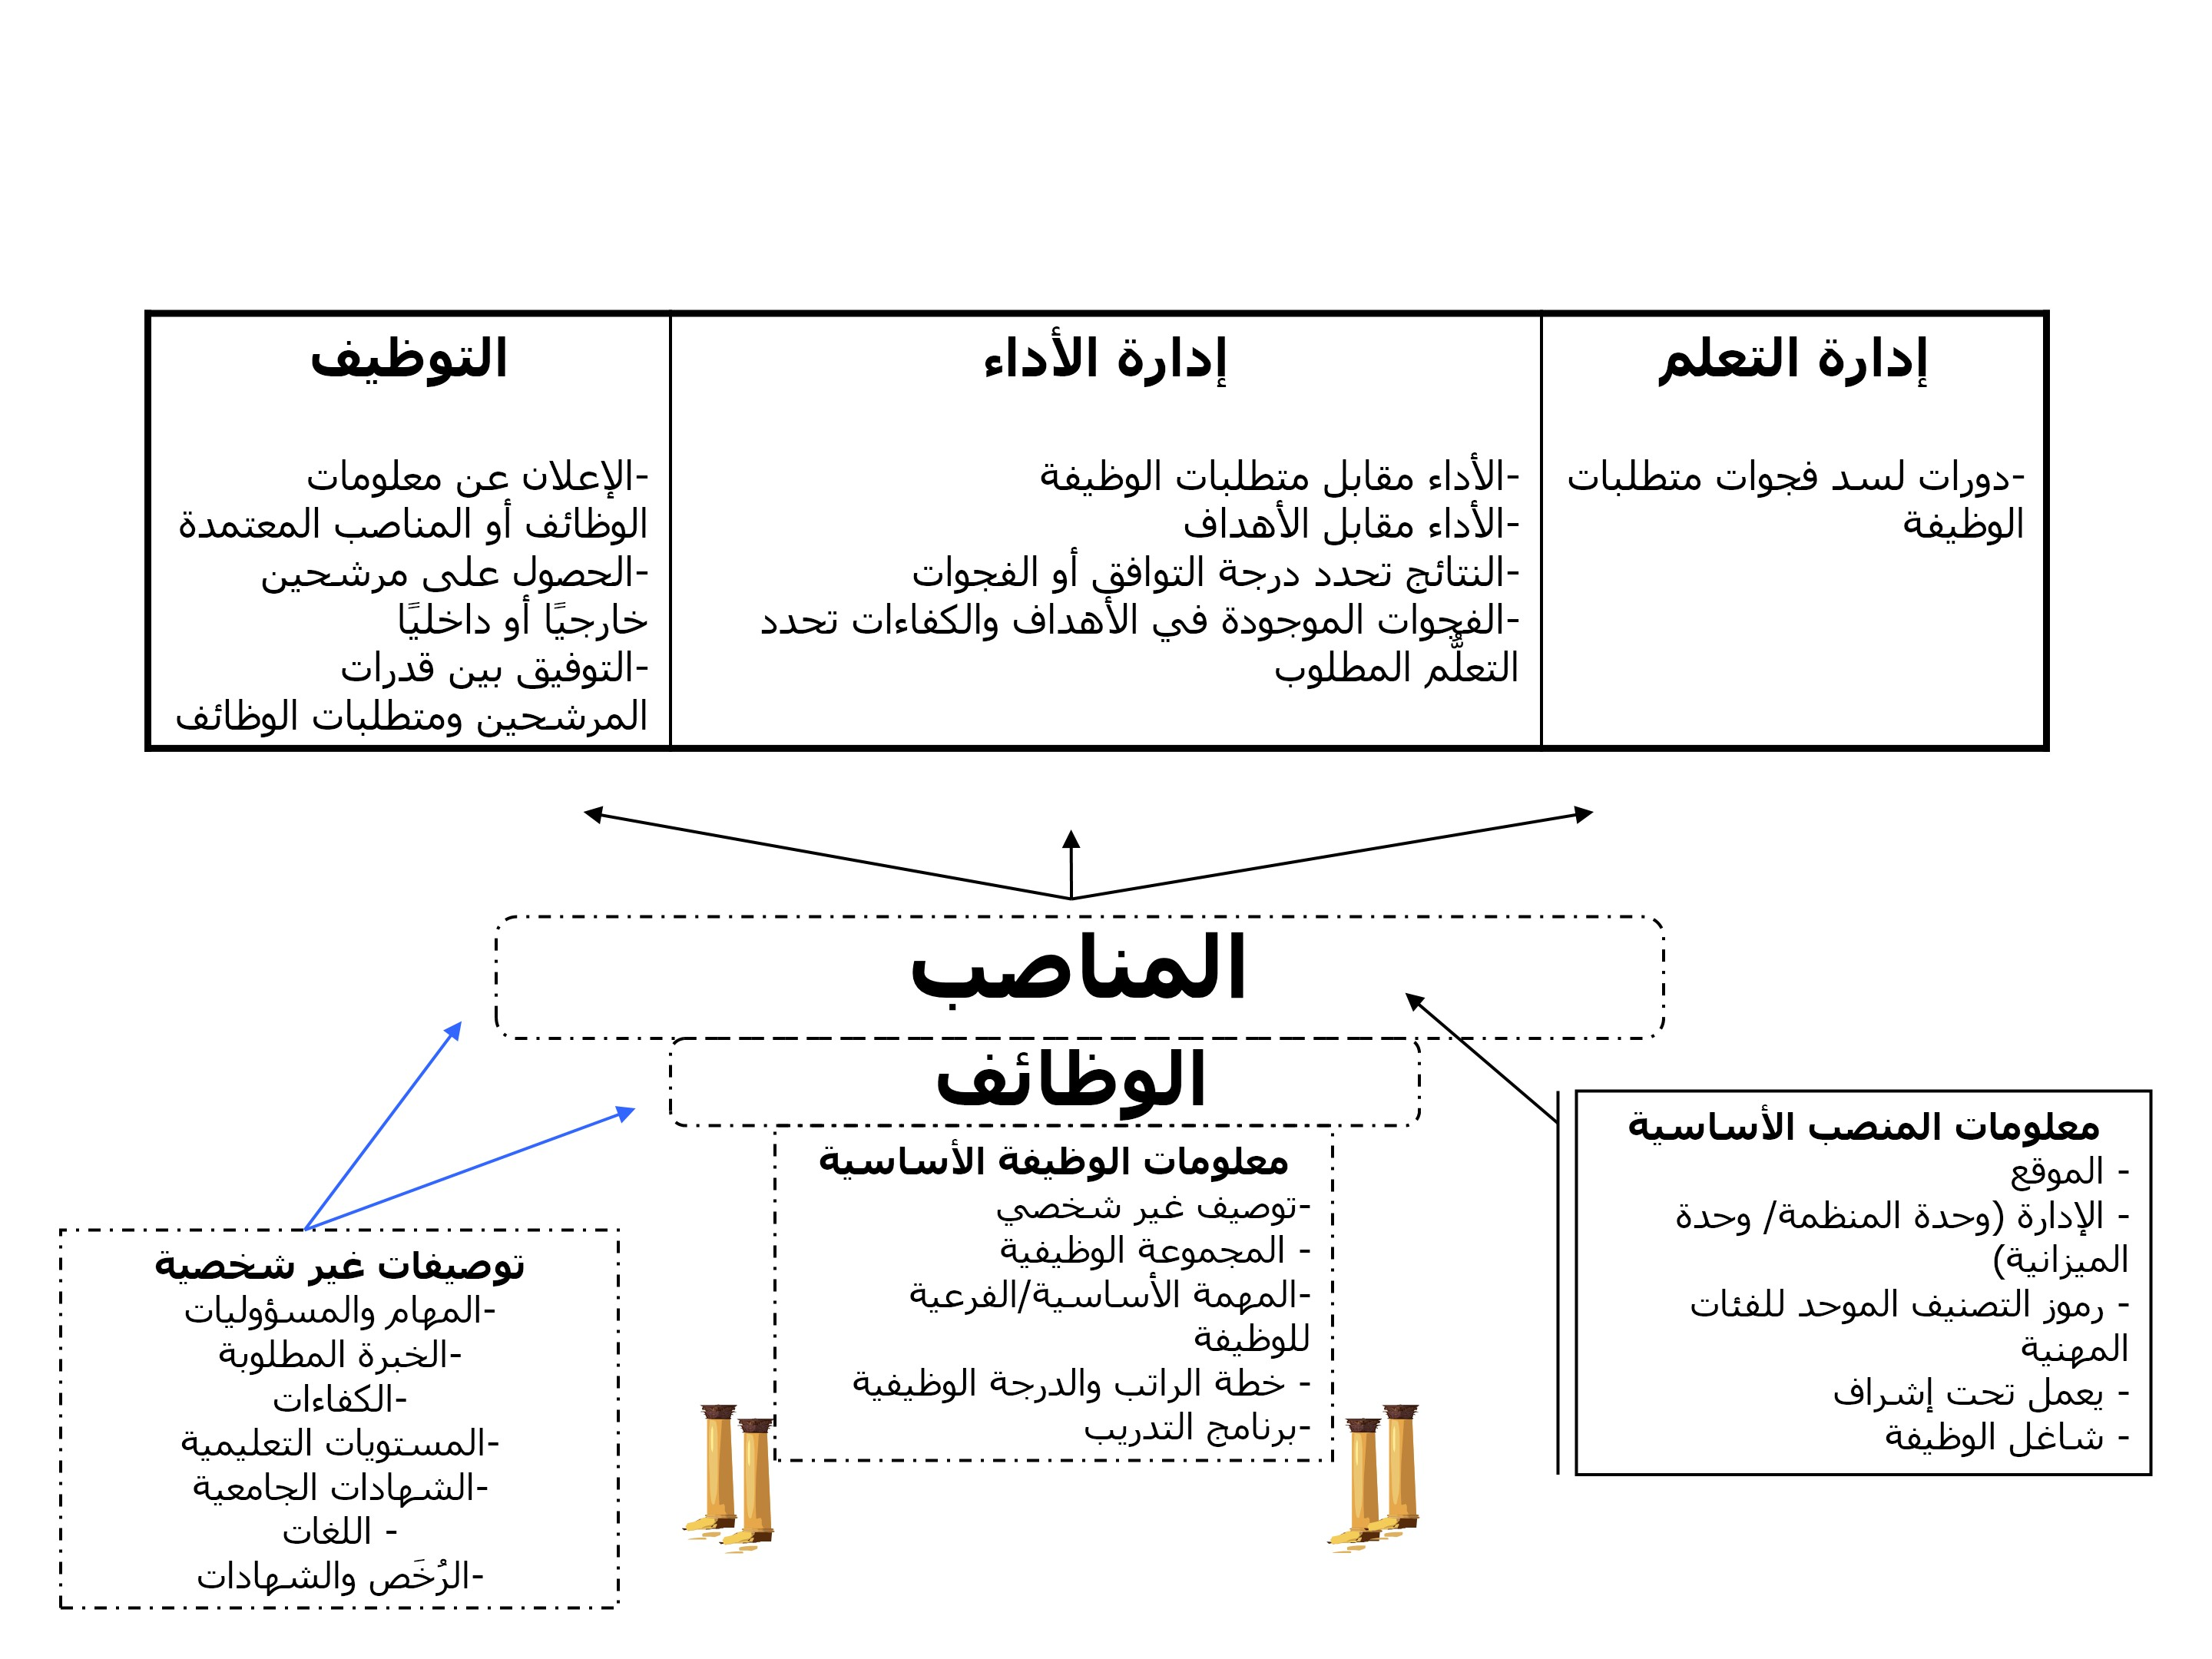 إدارة التعلم
-دورات لسد فجوات متطلبات
الوظيفة
إدارة الأداء
-الأداء مقابل متطلبات الوظيفة
-الأداء مقابل الأهداف
-النتائج تحدد درجة التوافق أو الفجوات
-الفجوات الموجودة في الأهداف والكفاءات تحدد
التعلُّم المطلوب
التوظيف
-الإعلان عن معلومات
الوظائف أو المناصب المعتمدة
-الحصول على مرشحين
خارجيًا أو داخليًا
-التوفيق بين قدرات
المرشحين ومتطلبات الوظائف
المناصب
الوظائف
معلومات المنصب الأساسية
- الموقع
- الإدارة (وحدة المنظمة/ وحدة
الميزانية)
- رموز التصنيف الموحد للفئات
المهنية
- يعمل تحت إشراف
- شاغل الوظيفة
معلومات الوظيفة الأساسية
-توصيف غير شخصي
- المجموعة الوظيفية
-المهمة الأساسية/الفرعية
للوظيفة
- خطة الراتب والدرجة الوظيفية
-برنامج التدريب
توصيفات غير شخصية
-المهام والمسؤوليات
-الخبرة المطلوبة
-الكفاءات
-المستويات التعليمية
-الشهادات الجامعية
- اللغات
-الرُخَص والشهادات